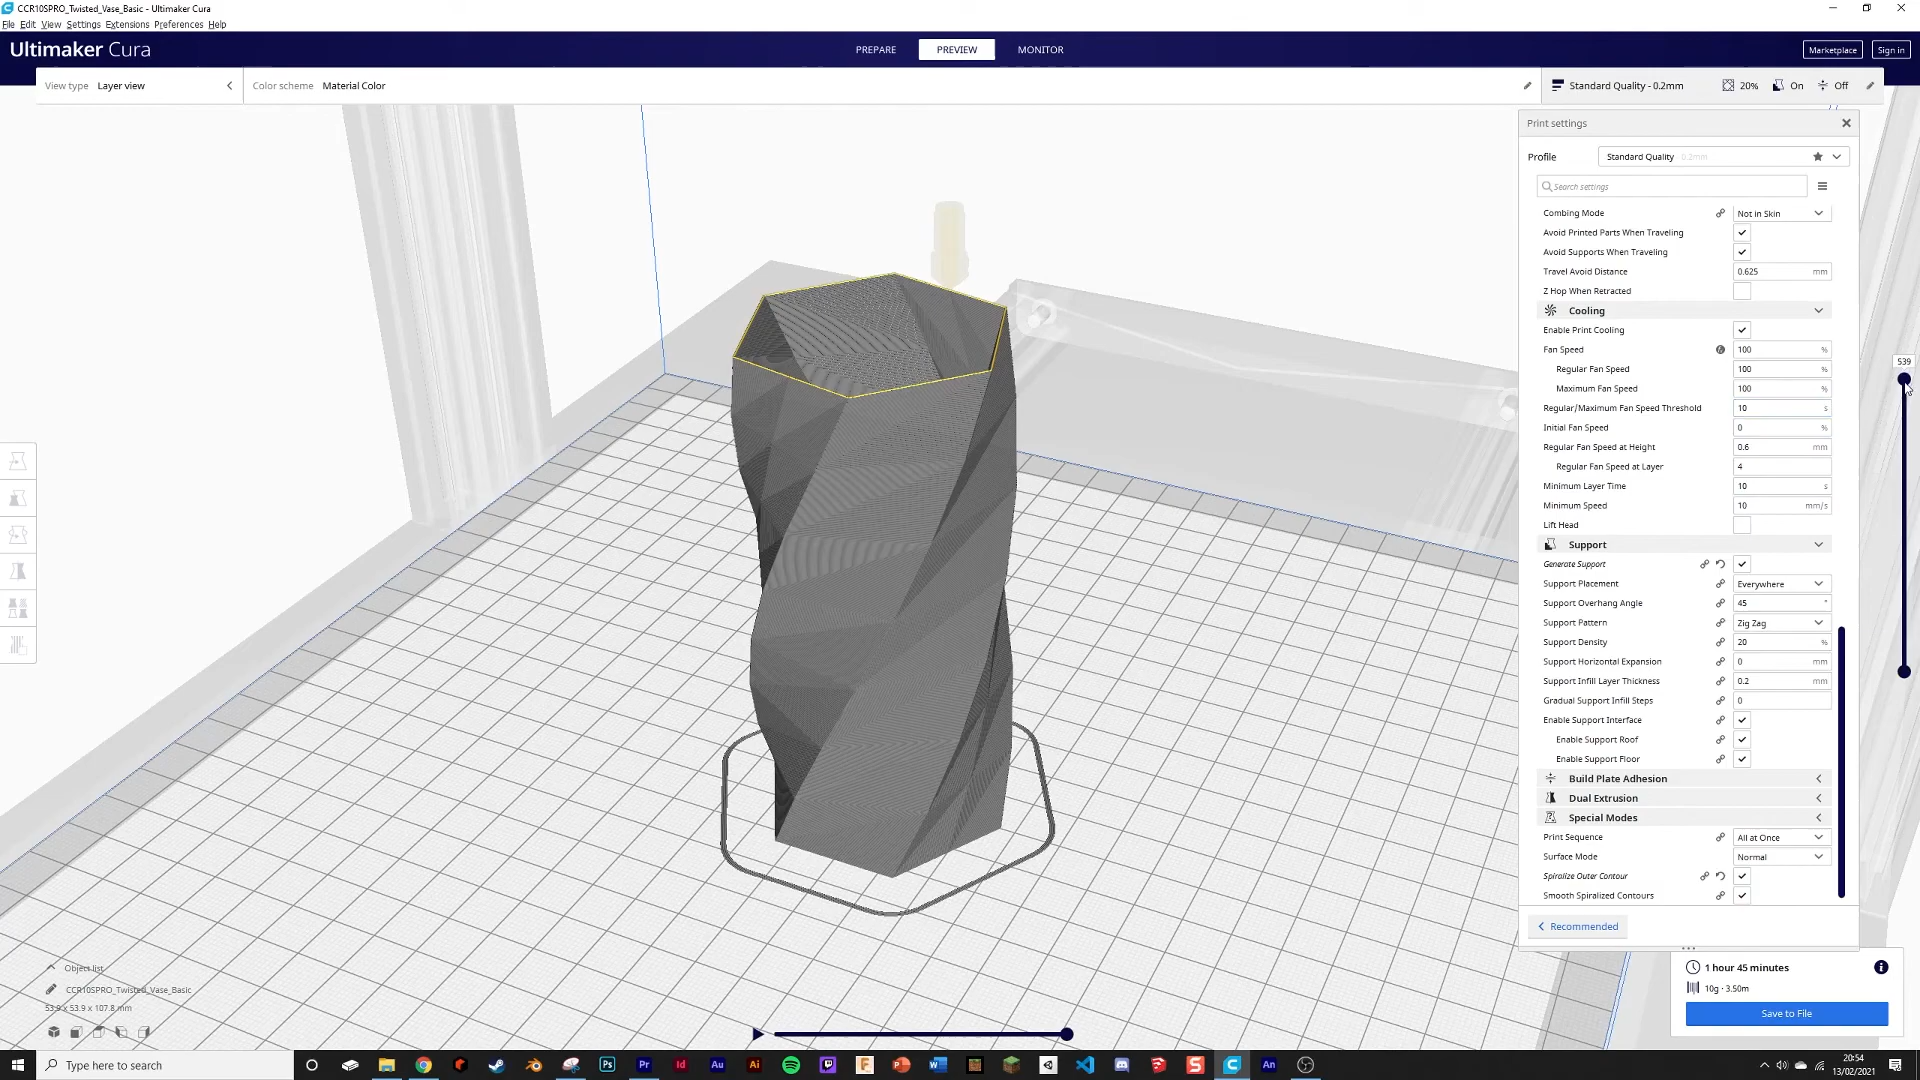 CCR10SPRO_Twisted_Vase_Basic - Ultimaker Cura
File Edit View Settings Extensions Preferences Help
Ultimaker Cura
PREPARE PREVIEW MONITOR
Marketplace Sign in
View type Layer view Color scheme Material Color
Standard Quality - 0.2mm 20% On Off
Print settings
Profile Standard Quality 0.2mm
Search settings
Combing Mode Not in Skin
Avoid Printed Parts When Traveling
Avoid Supports When Traveling
Travel Avoid Distance 0.625 mm
Z Hop When Retracted
Cooling
Enable Print Cooling
Fan Speed 100 %
Regular Fan Speed 100 %
Maximum Fan Speed 100 %
Regular/Maximum Fan Speed Threshold 10 s
Initial Fan Speed 0 %
Regular Fan Speed at Height 0.6 mm
Regular Fan Speed at Layer 4
Minimum Layer Time 10 s
Minimum Speed 10 mm/s
Lift Head
Support
Generate Support
Support Placement Everywhere
Support Overhang Angle 45 °
Support Pattern Zig Zag
Support Density 20 %
Support Horizontal Expansion 0 mm
Support Infill Layer Thickness 0.2 mm
Gradual Support Infill Steps 0
Enable Support Interface
Enable Support Roof
Enable Support Floor
Build Plate Adhesion
Dual Extrusion
Special Modes
Print Sequence All at Once
Surface Mode Normal
Spiralize Outer Contour
Smooth Spiralized Contours
Recommended
539
Object list
CCR10SPRO_Twisted_Vase_Basic
53.9 x 53.9 x 107.8 mm
1 hour 45 minutes
10g · 3.50m
Save to File
Type here to search
20:54
13/02/2021